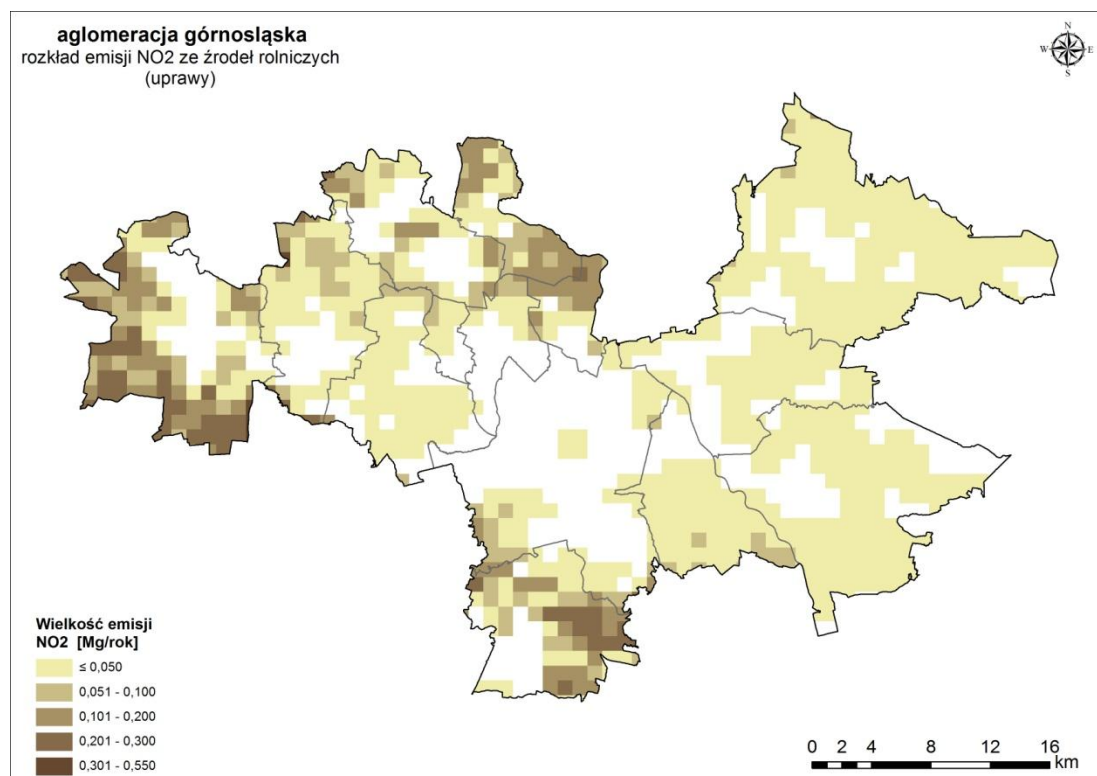 aglomeracja górnosląska
rozkład emisji NO2 ze źrodeł rolniczych
(uprawy)
N
W E
S
Wielkość emisji
NO2 [Mg/rok]
≤ 0,050
0,051 - 0,100
0,101 - 0,200
0,201 - 0,300
0,301 - 0,550
0 2 4 8 12 16
km